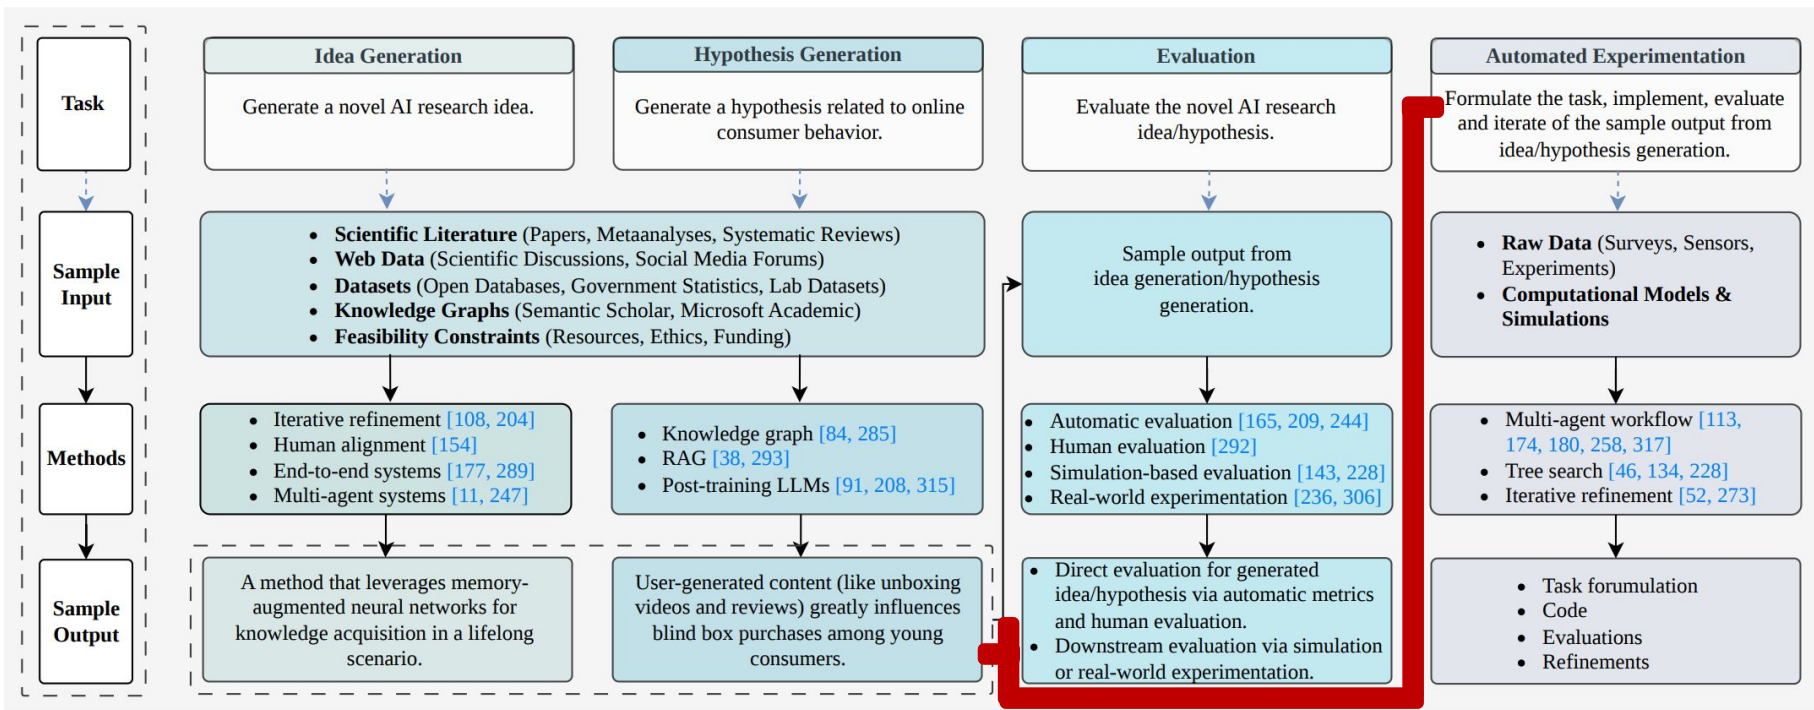 Task
Sample
Input
Methods
Sample
Output
Idea Generation
Generate a novel AI research idea.
Hypothesis Generation
Generate a hypothesis related to online
consumer behavior.
Evaluation
Evaluate the novel AI research
idea/hypothesis.
Automated Experimentation
Formulate the task, implement, evaluate
and iterate of the sample output from
idea/hypothesis generation.
• Scientific Literature (Papers, Metaanalyses, Systematic Reviews)
• Web Data (Scientific Discussions, Social Media Forums)
• Datasets (Open Databases, Government Statistics, Lab Datasets)
• Knowledge Graphs (Semantic Scholar, Microsoft Academic)
• Feasibility Constraints (Resources, Ethics, Funding)
Sample output from
idea generation/hypothesis
generation.
• Raw Data (Surveys, Sensors,
Experiments)
• Computational Models &
Simulations
• Iterative refinement [108, 204]
• Human alignment [154]
• End-to-end systems [177, 289]
• Multi-agent systems [11, 247]
• Knowledge graph [84, 285]
• RAG [38, 293]
• Post-training LLMs [91, 208, 315]
• Automatic evaluation [165, 209, 244]
• Human evaluation [292]
• Simulation-based evaluation [143, 228]
• Real-world experimentation [236, 306]
• Multi-agent workflow [113,
174, 180, 258, 317]
• Tree search [46, 134, 228]
• Iterative refinement [52, 273]
A method that leverages memory-
augmented neural networks for
knowledge acquisition in a lifelong
scenario.
User-generated content (like unboxing
videos and reviews) greatly influences
blind box purchases among young
consumers.
• Direct evaluation for generated
idea/hypothesis via automatic metrics
and human evaluation.
• Downstream evaluation via simulation
or real-world experimentation.
• Task forumulation
• Code
• Evaluations
• Refinements